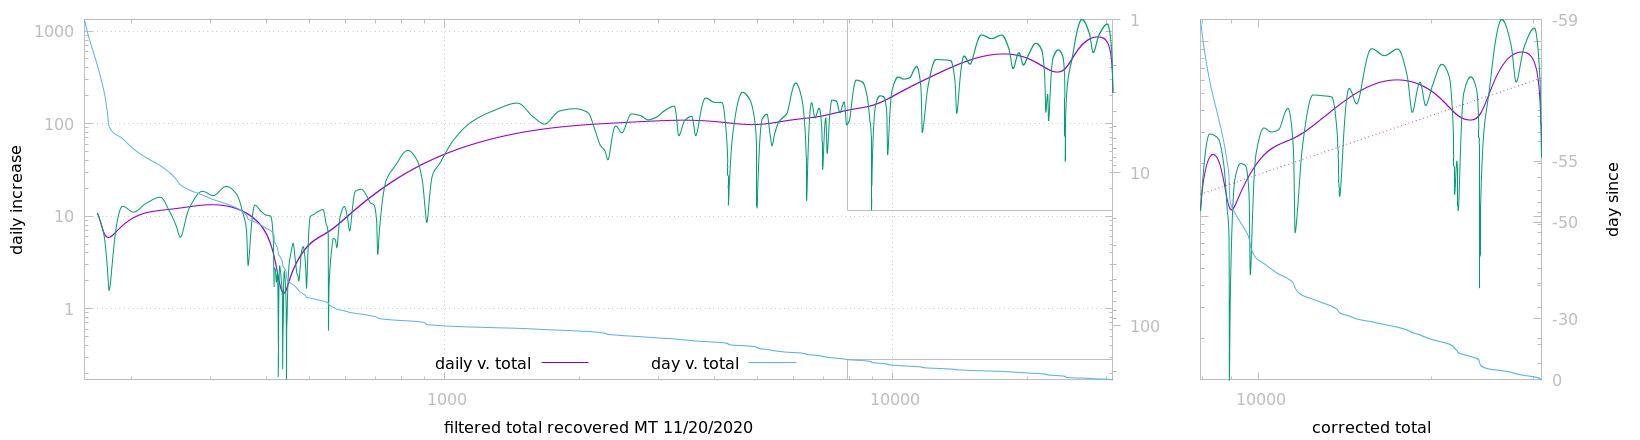 1000
100
10
1
daily increase
daily v. total
day v. total
1000
10000
filtered total recovered MT 11/20/2020
1
10
100
10000
corrected total
-59
-55
-50
-30
0
day since